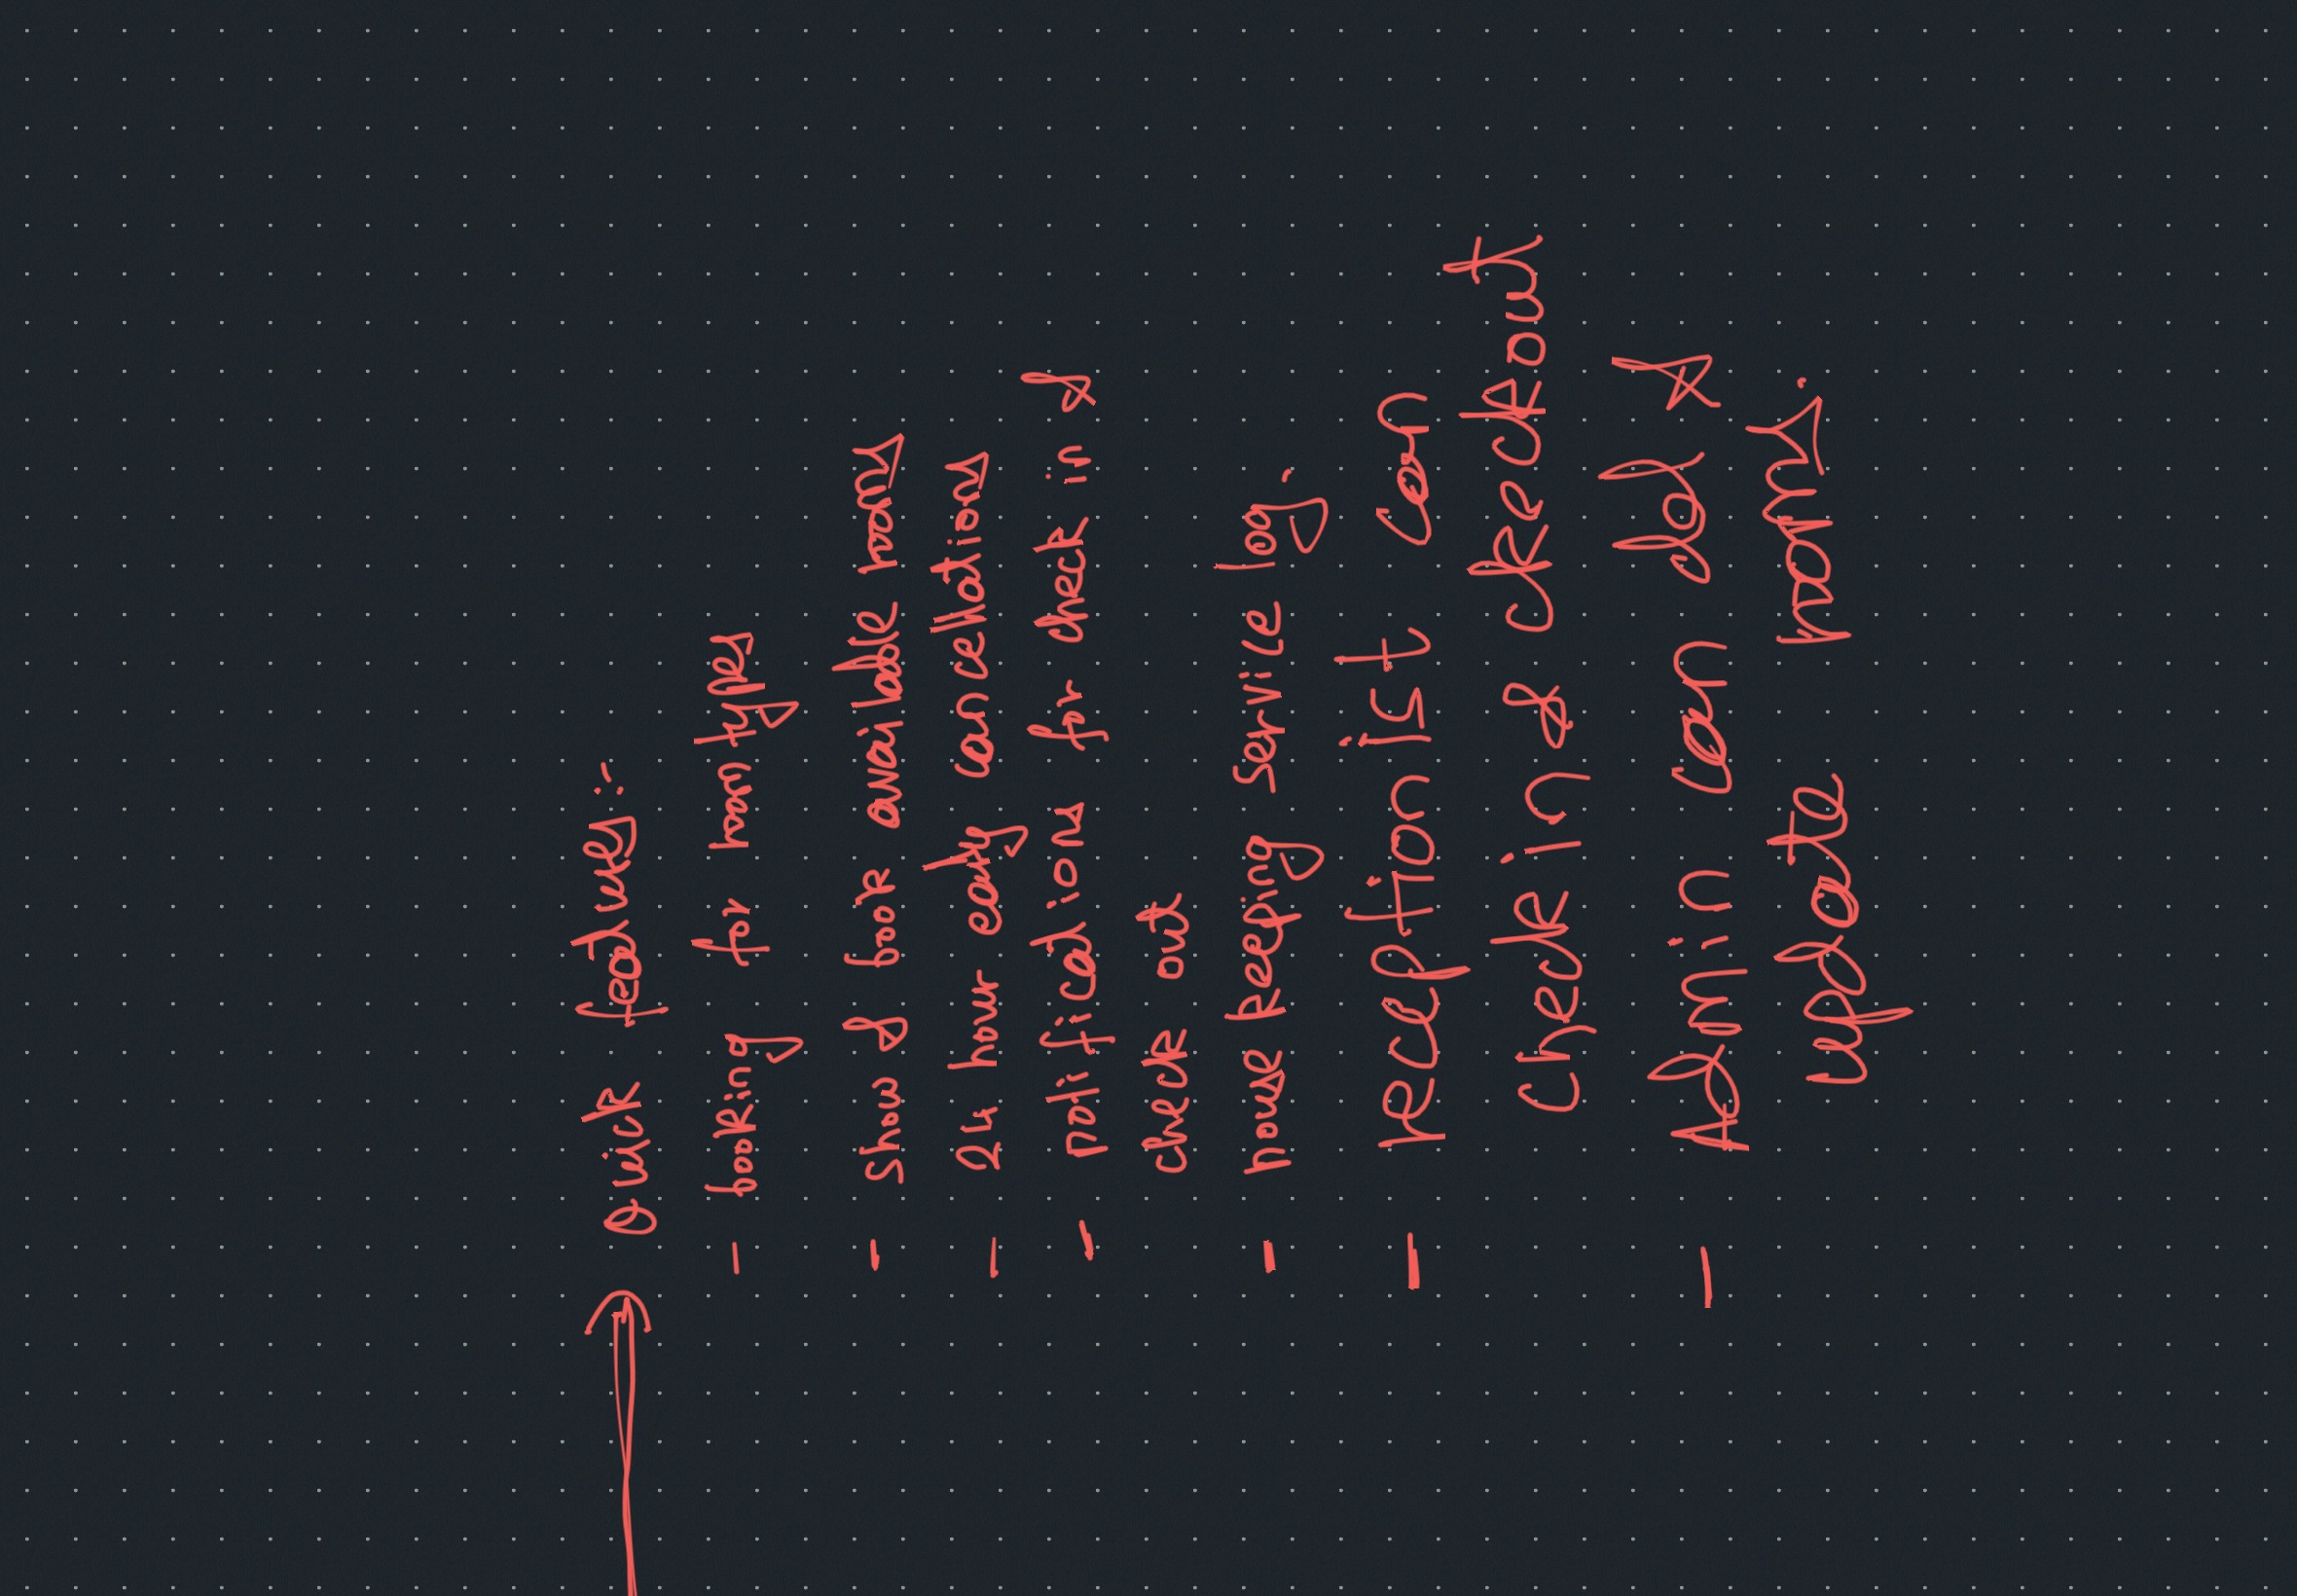 Quick features:-
- booking for room types
- show & book available rooms
- 24 hour early cancellations
- notifications for check in &
check out
- house keeping service log.
- receptionist can
check in & ckeckout
- Admin can del &
update rooms.